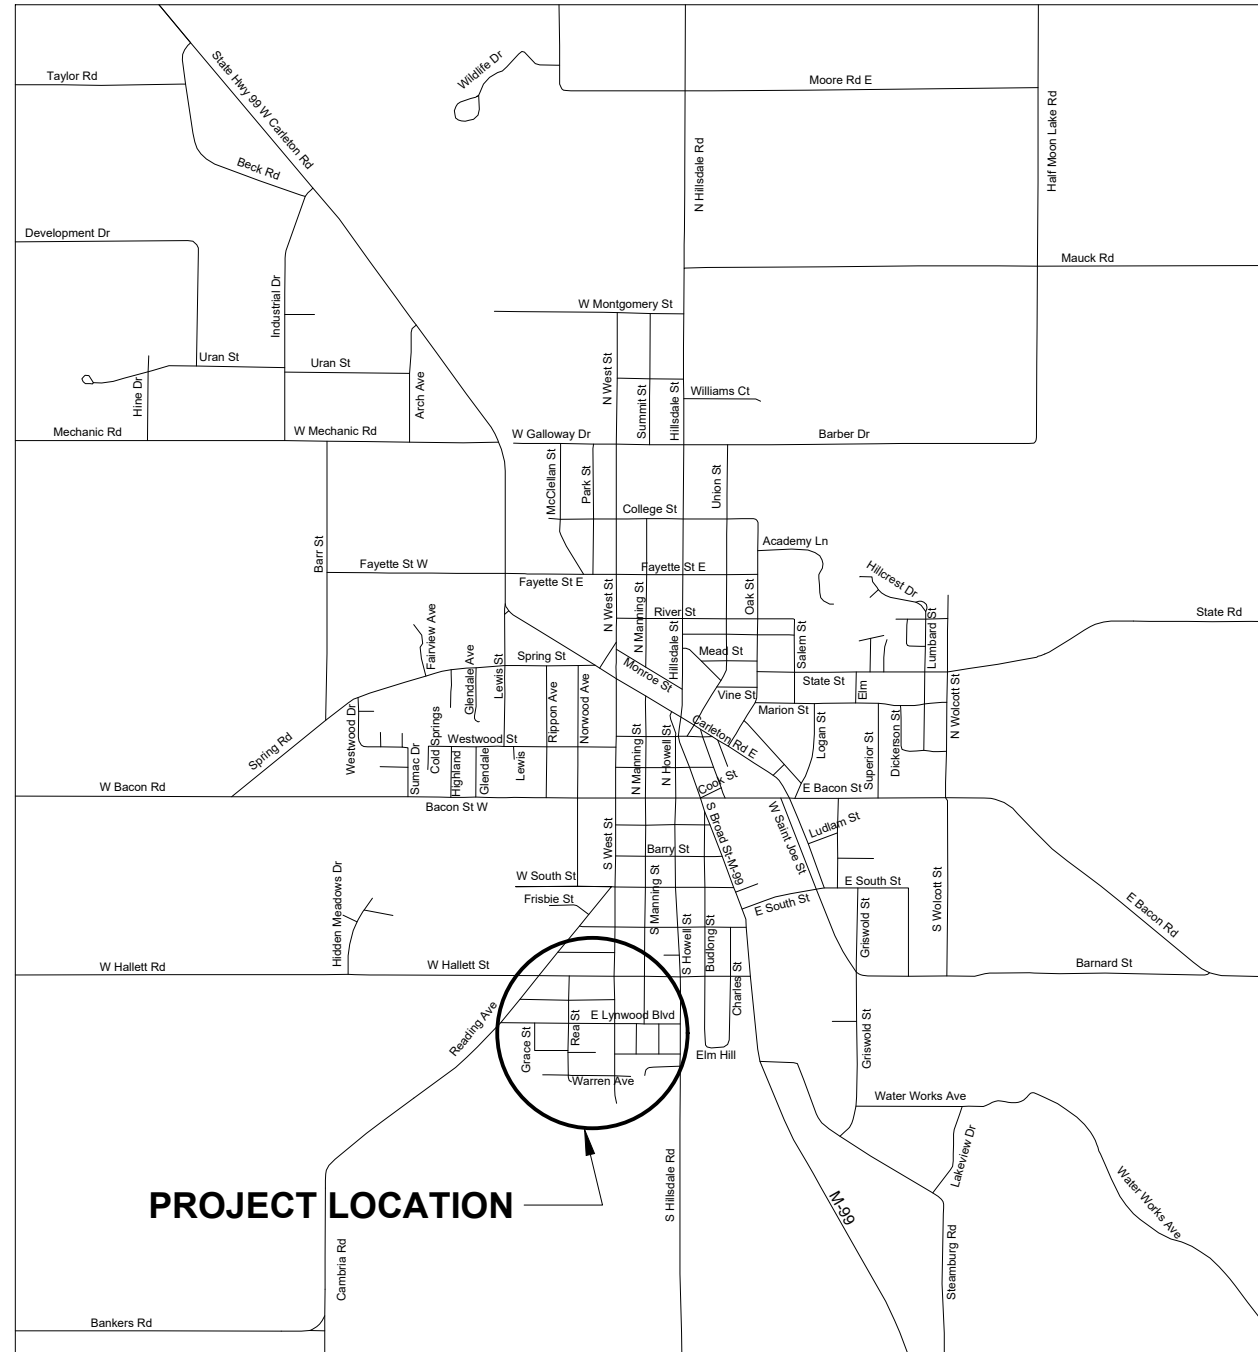 Taylor Rd
State Hwy 99 W Carleton Rd
Wildlife Dr
Moore Rd E
Half Moon Lake Rd
N Hillsdale Rd
Beck Rd
Development Dr
Mauck Rd
Industrial Dr
W Montgomery St
Uran St
Uran St
Hine Dr
Arch Ave
N West St
Summit St
Hillsdale St
Williams Ct
Mechanic Rd
W Mechanic Rd
W Galloway Dr
Barber Dr
McClellan St
Park St
Union St
College St
Academy Ln
Barr St
Fayette St W
Fayette St E
Fayette St E
Hillcrest Dr
N West St
N Manning St
Oak St
River St
State Rd
Fairview Ave
Hillsdale St
Salem St
Lumbard St
Spring St
Mead St
Monroe St
Glendale Ave
Lewis St
Rippon Ave
Norwood Ave
State St
Elm
Vine St
Marion St
N Wolcott St
Westwood Dr
Spring Rd
Cold Springs
Westwood St
Carleton Rd E
Logan St
Superior St
Dickerson St
Sumac Dr
Highland
Glendale
Lewis
N Manning St
N Howell St
Cook St
W Bacon Rd
E Bacon St
Bacon St W
S Broad St-M-99
W Saint Joe St
Ludlam St
S West St
Barry St
W South St
E South St
Frisbie St
S Manning St
E South St
Hidden Meadows Dr
S Howell St
Budlong St
Griswold St
S Wolcott St
E Bacon Rd
W Hallett Rd
W Hallett St
Charles St
Barnard St
Reading Ave
E Lynwood Blvd
Grace St
Rea St
Elm Hill
Griswold St
Warren Ave
Water Works Ave
Lakeview Dr
Water Works Ave
PROJECT LOCATION
S Hillsdale Rd
M-99
Cambria Rd
Steamburg Rd
Bankers Rd